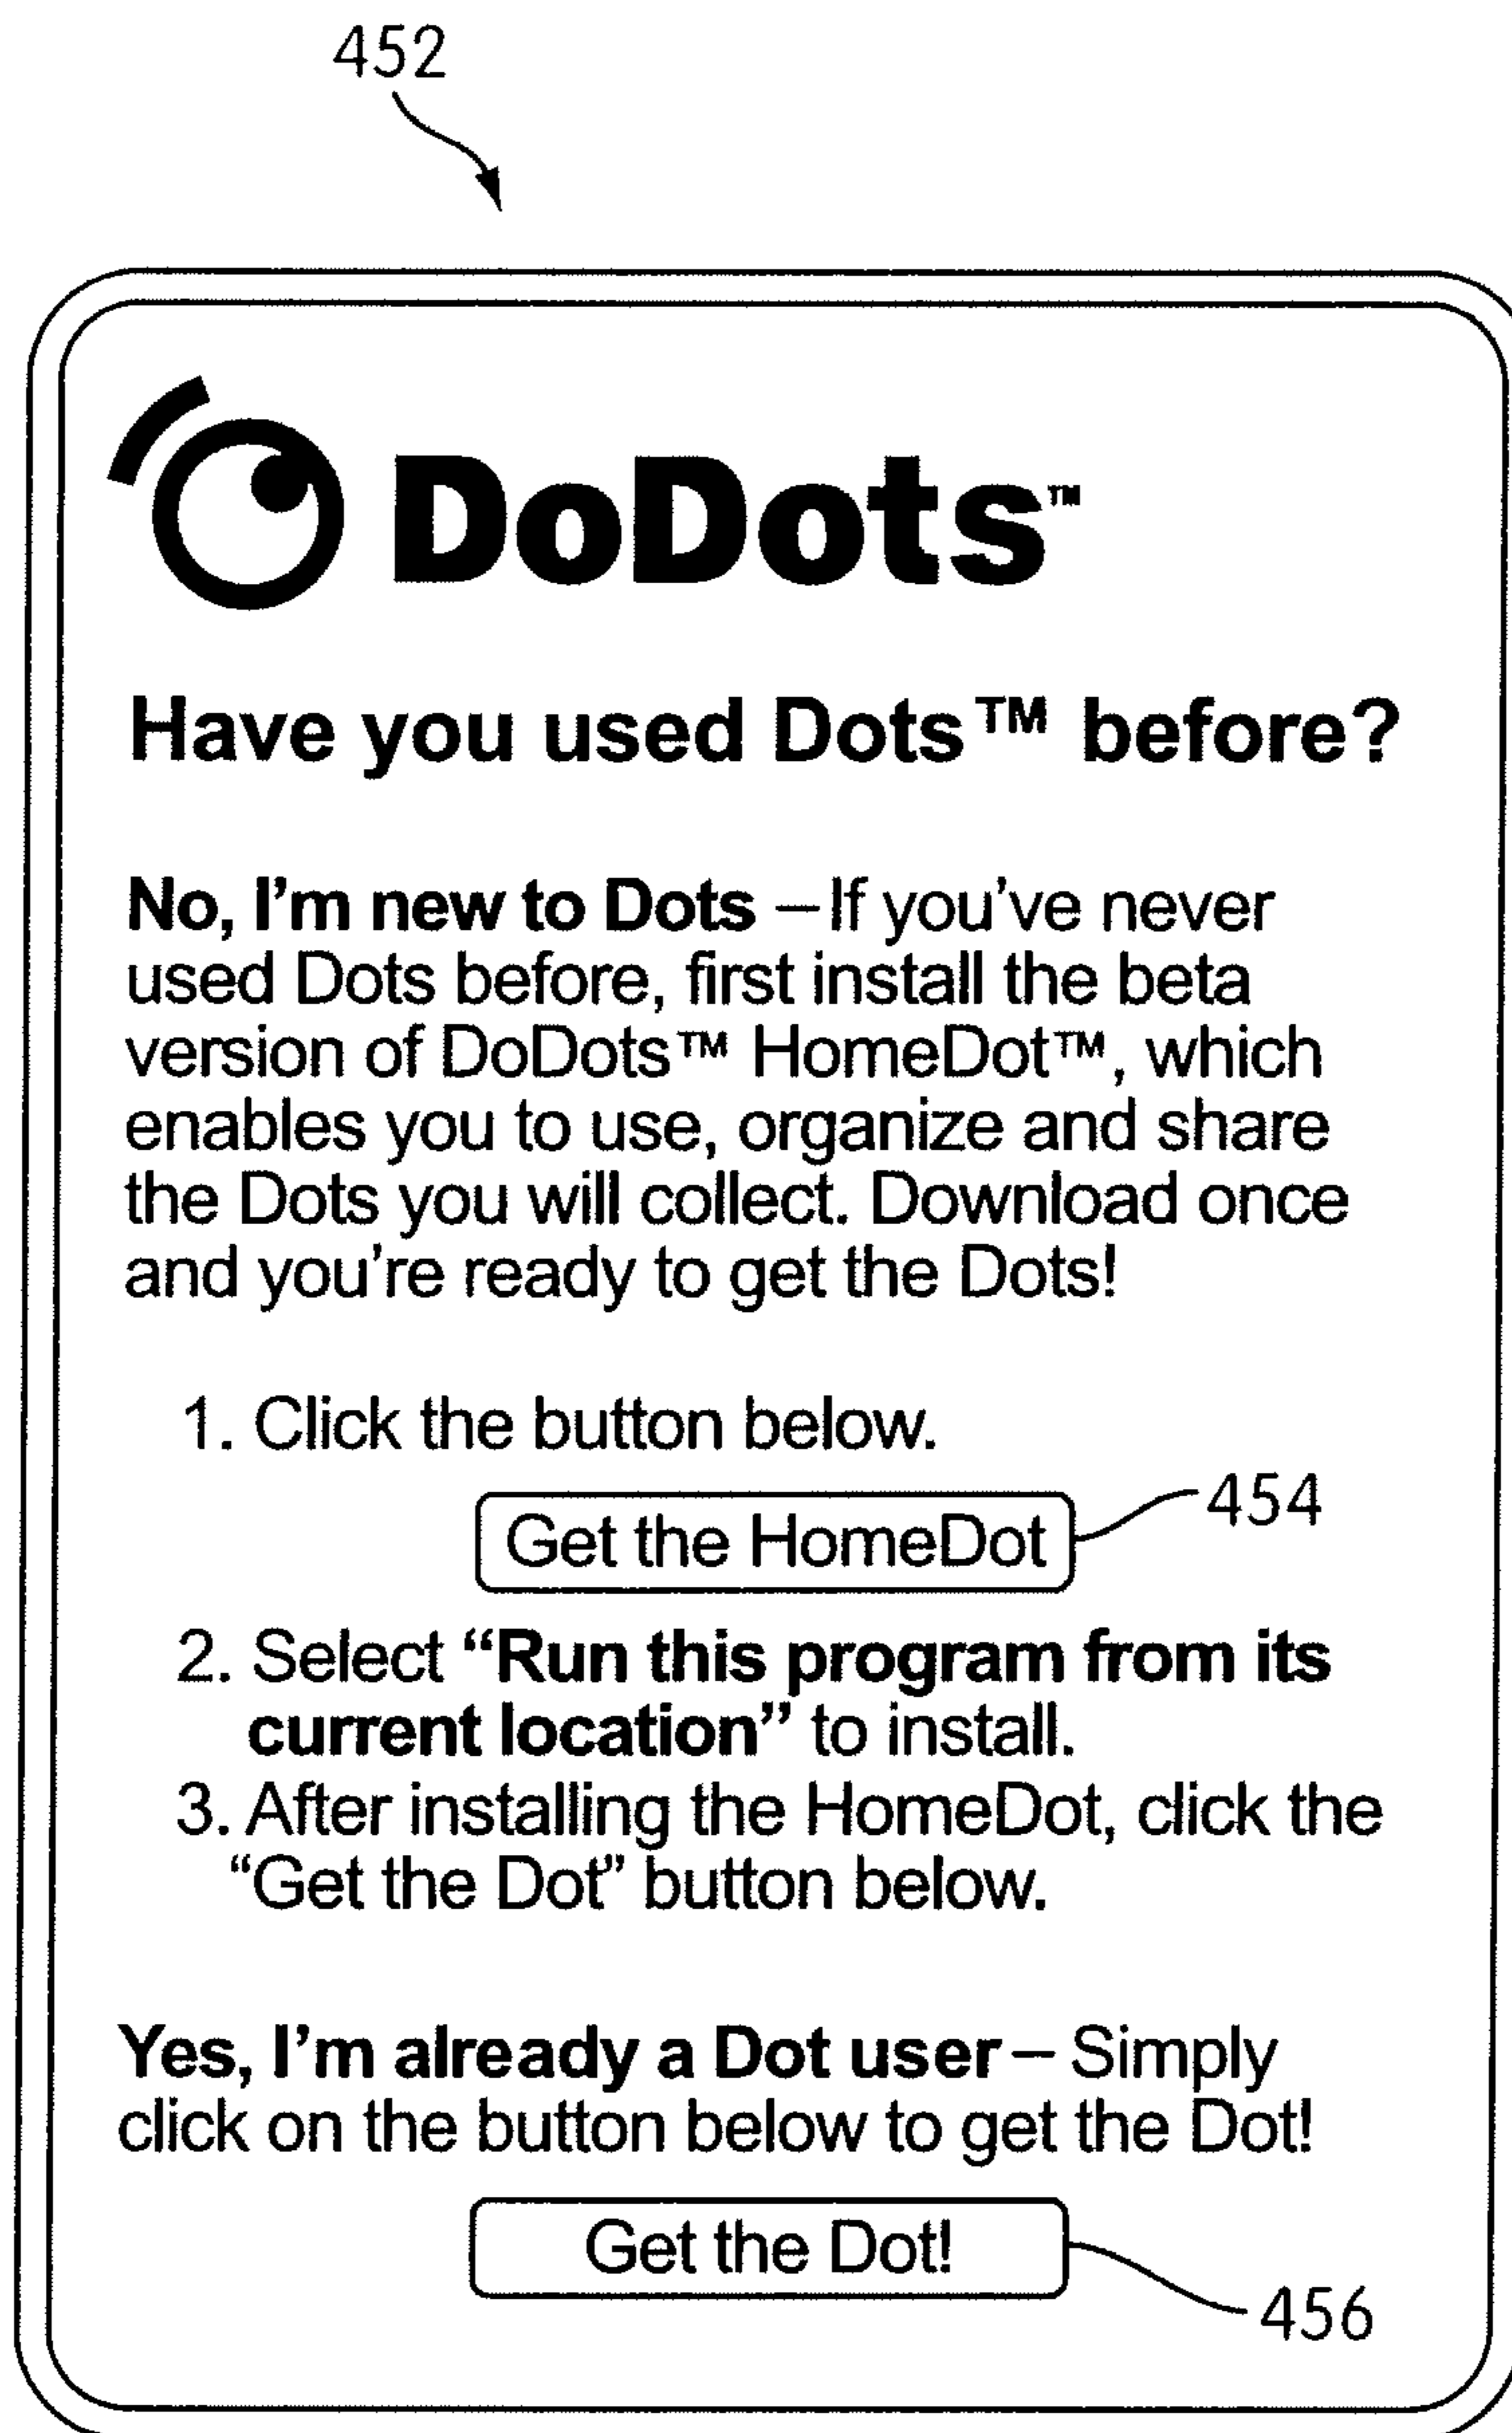 452
DoDots™
Have you used Dots™ before?
No, I'm new to Dots – If you've never
used Dots before, first install the beta
version of DoDots™ HomeDot™, which
enables you to use, organize and share
the Dots you will collect. Download once
and you're ready to get the Dots!
1. Click the button below.
Get the HomeDot
454
2. Select “Run this program from its
current location” to install.
3. After installing the HomeDot, click the
“Get the Dot” button below.
Yes, I'm already a Dot user – Simply
click on the button below to get the Dot!
Get the Dot!
456